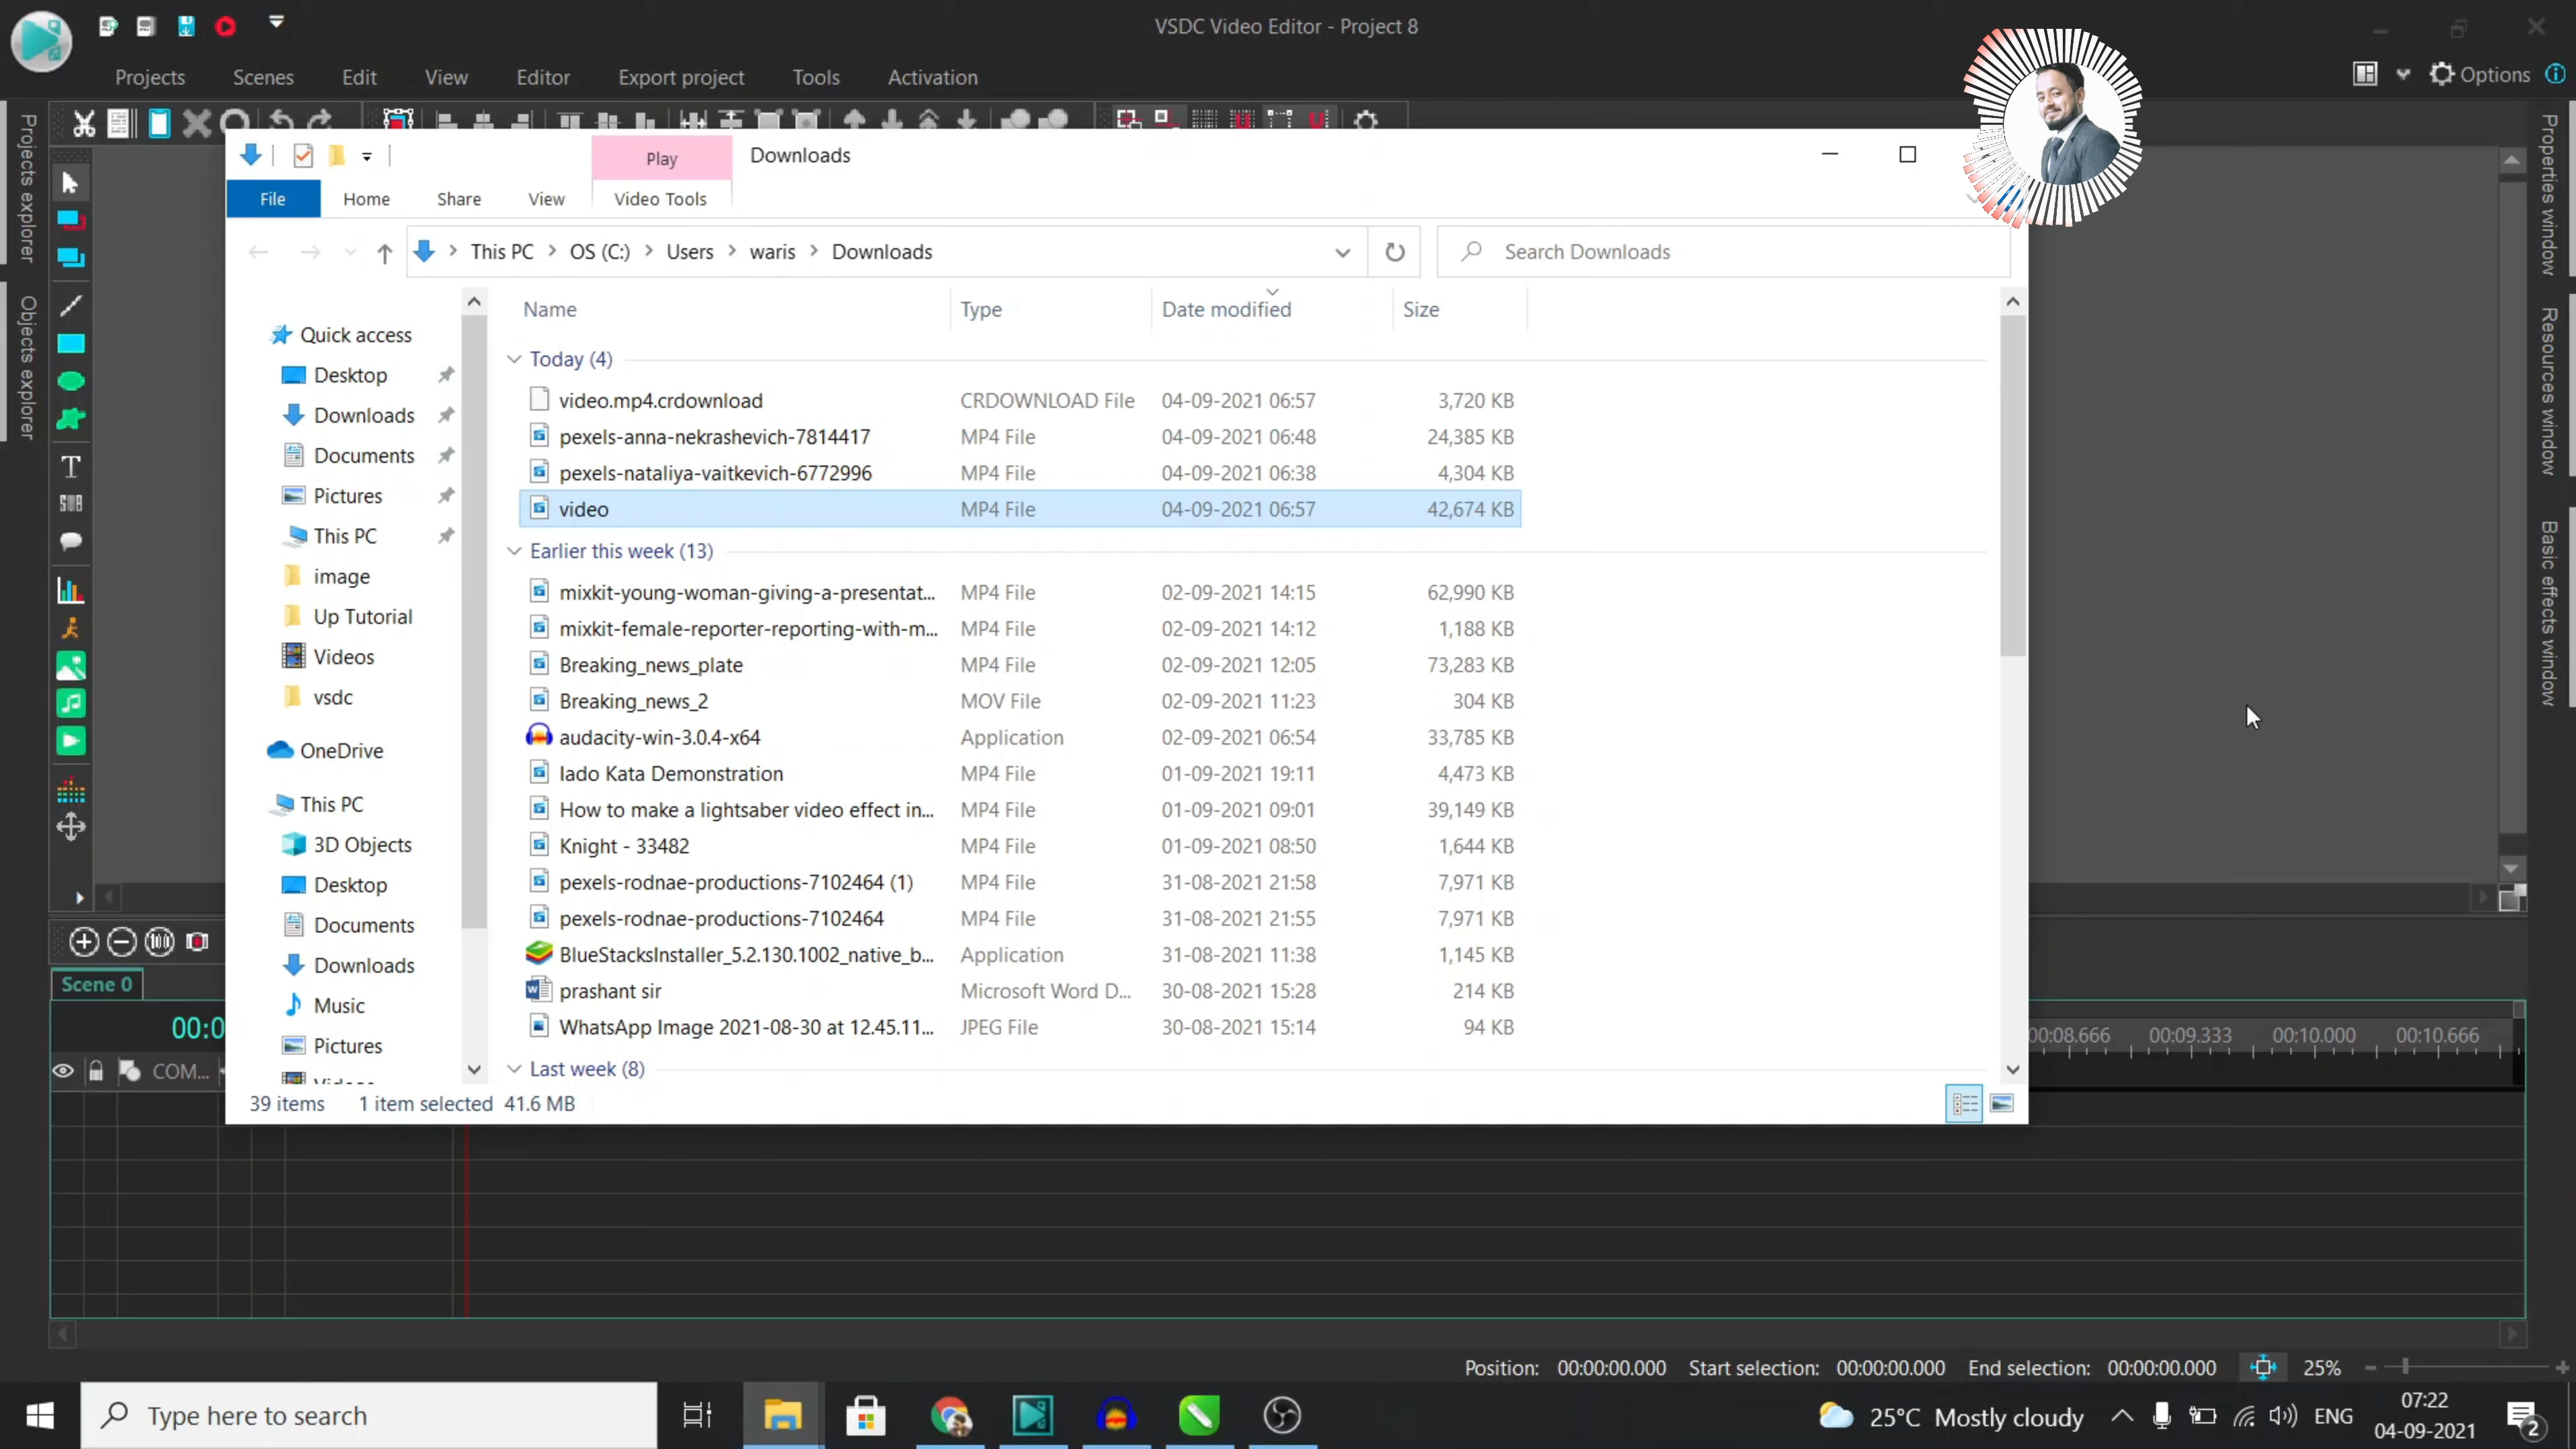 VSDC Video Editor - Project 8
Projects Scenes Edit View Editor Export project Tools Activation
Options
Projects explorer
Objects explorer
Properties window
Resources window
Basic effects window
Play
Downloads
File Home Share View Video Tools
This PC OS (C:) Users waris Downloads
Search Downloads
Name Type Date modified Size
Quick access
Desktop
Downloads
Documents
Pictures
This PC
image
Up Tutorial
Videos
vsdc
OneDrive
This PC
3D Objects
Desktop
Documents
Downloads
Music
Pictures
Today (4)
video.mp4.crdownload CRDOWNLOAD File 04-09-2021 06:57 3,720 KB
pexels-anna-nekrashevich-7814417 MP4 File 04-09-2021 06:48 24,385 KB
pexels-nataliya-vaitkevich-6772996 MP4 File 04-09-2021 06:38 4,304 KB
video MP4 File 04-09-2021 06:57 42,674 KB
Earlier this week (13)
mixkit-young-woman-giving-a-presentat... MP4 File 02-09-2021 14:15 62,990 KB
mixkit-female-reporter-reporting-with-m... MP4 File 02-09-2021 14:12 1,188 KB
Breaking_news_plate MP4 File 02-09-2021 12:05 73,283 KB
Breaking_news_2 MOV File 02-09-2021 11:23 304 KB
audacity-win-3.0.4-x64 Application 02-09-2021 06:54 33,785 KB
Iado Kata Demonstration MP4 File 01-09-2021 19:11 4,473 KB
How to make a lightsaber video effect in... MP4 File 01-09-2021 09:01 39,149 KB
Knight - 33482 MP4 File 01-09-2021 08:50 1,644 KB
pexels-rodnae-productions-7102464 (1) MP4 File 31-08-2021 21:58 7,971 KB
pexels-rodnae-productions-7102464 MP4 File 31-08-2021 21:55 7,971 KB
BlueStacksInstaller_5.2.130.1002_native_b... Application 31-08-2021 11:38 1,145 KB
prashant sir Microsoft Word D... 30-08-2021 15:28 214 KB
WhatsApp Image 2021-08-30 at 12.45.11... JPEG File 30-08-2021 15:14 94 KB
Last week (8)
39 items 1 item selected 41.6 MB
Scene 0
00:0
COM...
00:08.666 00:09.333 00:10.000 00:10.666
Position: 00:00:00.000 Start selection: 00:00:00.000 End selection: 00:00:00.000 25%
Type here to search
25°C Mostly cloudy
ENG
07:22
04-09-2021
2